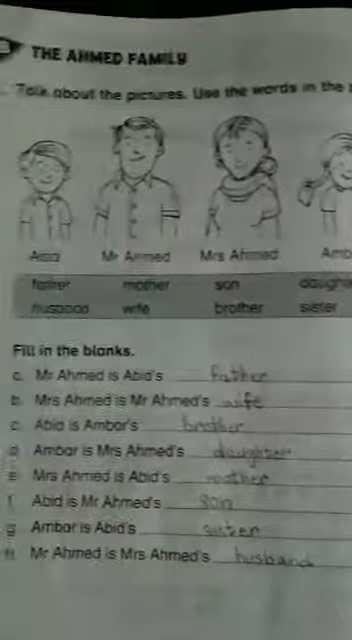 THE AHMED FAMILY
Talk about the pictures. Use the words in the
Abid Mr Ahmed Mrs Ahmed Amb
father mother son daughte
husband wife brother sister
Fill in the blanks.
a. Mr Ahmed is Abid's father
b. Mrs Ahmed is Mr Ahmed's wife
c. Abid is Ambar's brother
d. Ambar is Mrs Ahmed's daughter
e. Mrs Ahmed is Abid's mother
f. Abid is Mr Ahmed's son
g. Ambar is Abid's sister
h. Mr Ahmed is Mrs Ahmed's husband